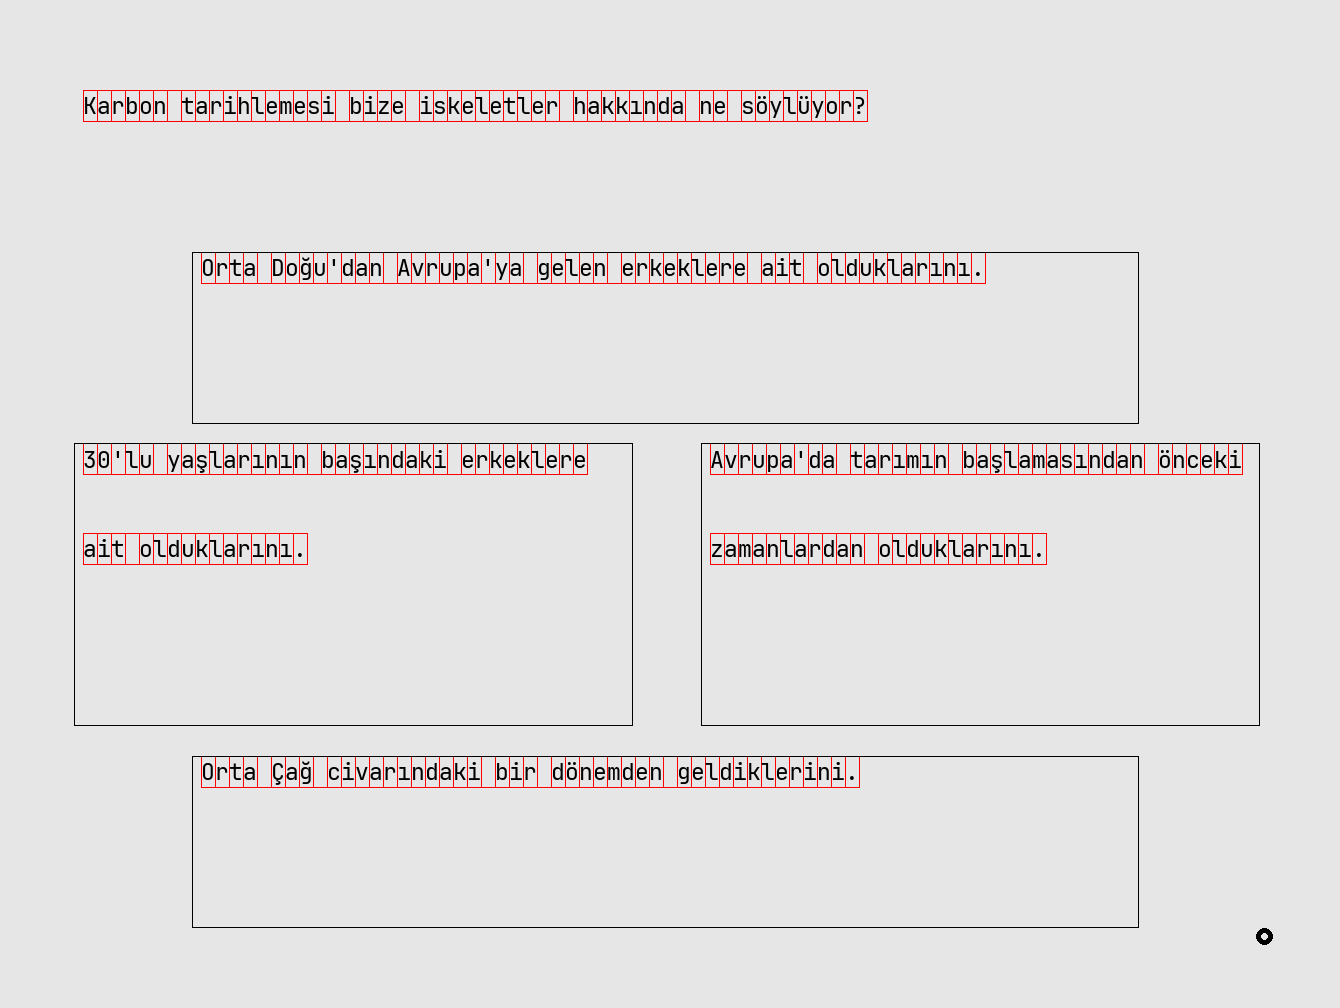 Karbon tarihlemesi bize iskeletler hakkında ne söylüyor?
Orta Doğu'dan Avrupa'ya gelen erkeklere ait olduklarını.
30'lu yaşlarının başındaki erkeklere
ait olduklarını.
Avrupa'da tarımın başlamasından önceki
zamanlardan olduklarını.
Orta Çağ civarındaki bir dönemden geldiklerini.